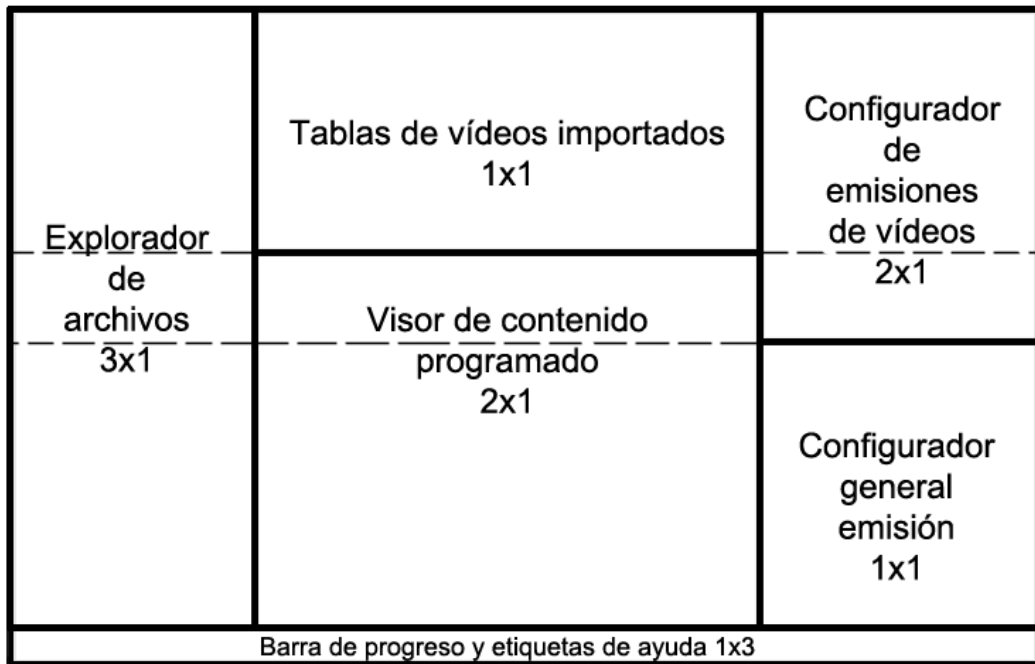 Explorador
de
archivos
3x1
Tablas de vídeos importados
1x1
Visor de contenido
programado
2x1
Configurador
de
emisiones
de vídeos
2x1
Configurador
general
emisión
1x1
Barra de progreso y etiquetas de ayuda 1x3